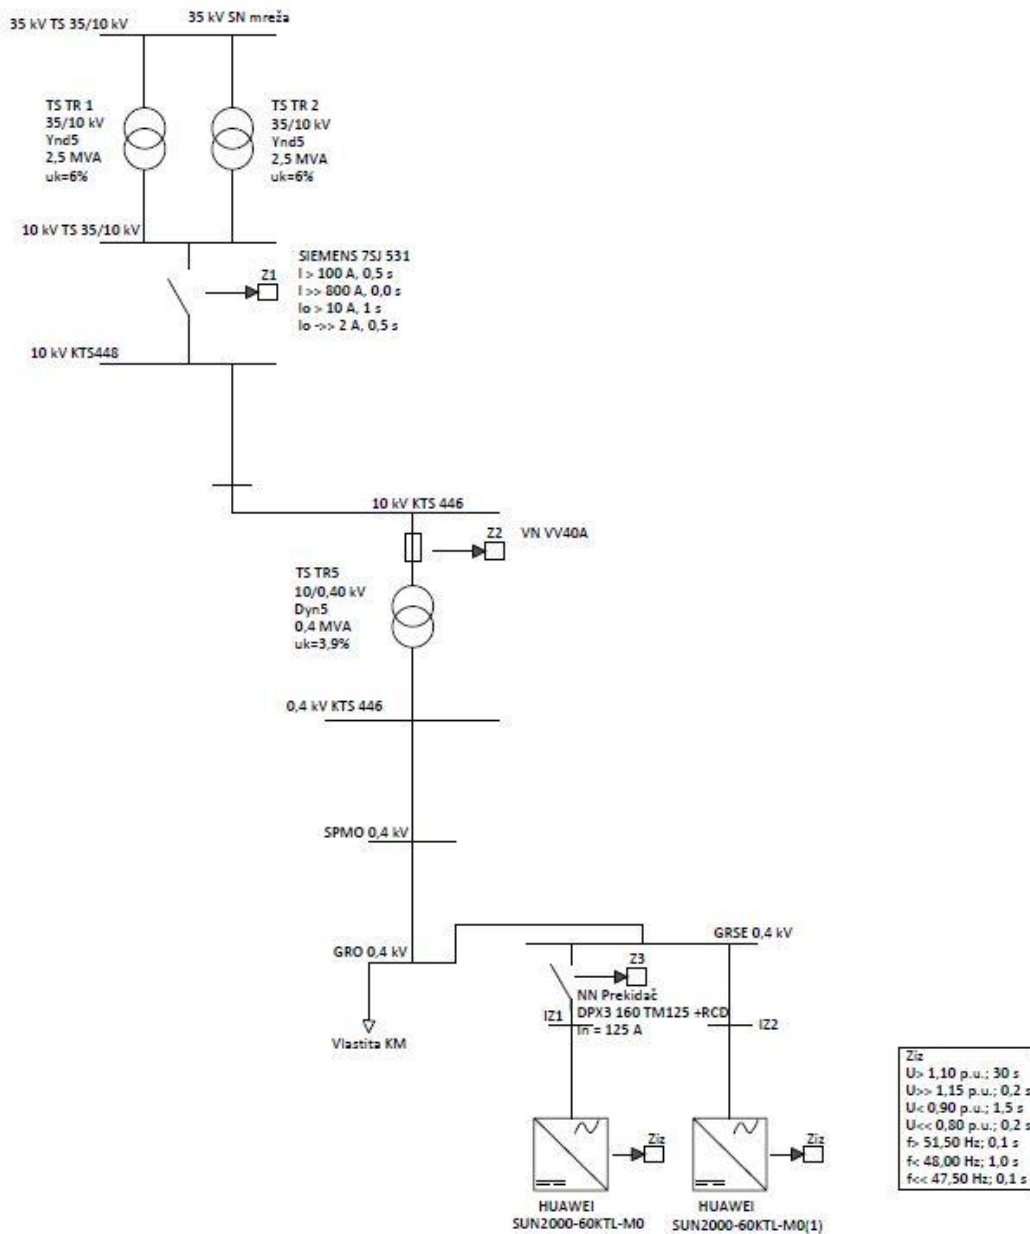 35 kV TS 35/10 kV
35 kV SN mreža
TS TR 1
35/10 kV
Ynd5
2,5 MVA
uk=6%
TS TR 2
35/10 kV
Ynd5
2,5 MVA
uk=6%
10 kV TS 35/10 kV
Z1
SIEMENS 7SJ 531
I > 100 A, 0,5 s
I >> 800 A, 0,0 s
Io > 10 A, 1 s
Io ->> 2 A, 0,5 s
10 kV KTS448
10 kV KTS 446
Z2
VN VV40A
TS TR5
10/0,40 kV
Dyn5
0,4 MVA
uk=3,9%
0,4 kV KTS 446
SPMO 0,4 kV
GRO 0,4 kV
Vlastita KM
GRSE 0,4 kV
Z3
NN Prekidač
DPX3 160 TM125 +RCD
In = 125 A
IZ1
IZ2
Ziz
Ziz
HUAWEI
SUN2000-60KTL-M0
HUAWEI
SUN2000-60KTL-M0(1)
Ziz
U> 1,10 p.u.; 30 s
U>> 1,15 p.u.; 0,2 s
U< 0,90 p.u.; 1,5 s
U<< 0,80 p.u.; 0,2 s
f> 51,50 Hz; 0,1 s
f< 48,00 Hz; 1,0 s
f<< 47,50 Hz; 0,1 s